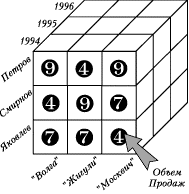 1996
1995
1994
Петров
9 4 9
Смирнов
4 9 7
Яковлев
7 7 4
"Волга" "Жигули" "Москвич"
Объем
Продаж